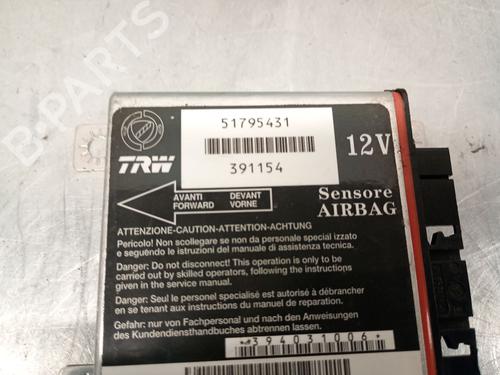 B-PARTS
51795431
391154
12V
TRW
Sensore
AIRBAG
AVANTI DEVANT
FORWARD VORNE
ATTENZIONE-CAUTION-ATTENTION-ACHTUNG
Pericolo! Non scollegare se non da personale special izzato
e seguèndo le istruzioni del manuale di assistenza tecnica.
Danger: Do not disconnect! This operation is only to be
carried out by skilled operators, following the instructions
given in the service manual.
Danger: Seul le personel spécialisé est autorisé à débrancher
en se tenant aux instructions du manuel de reparation.
Gefahr: nur von Fachpersonal und nach den Anweisungen
des Kundendiensthandbuches abtrennen lassen.
394031006